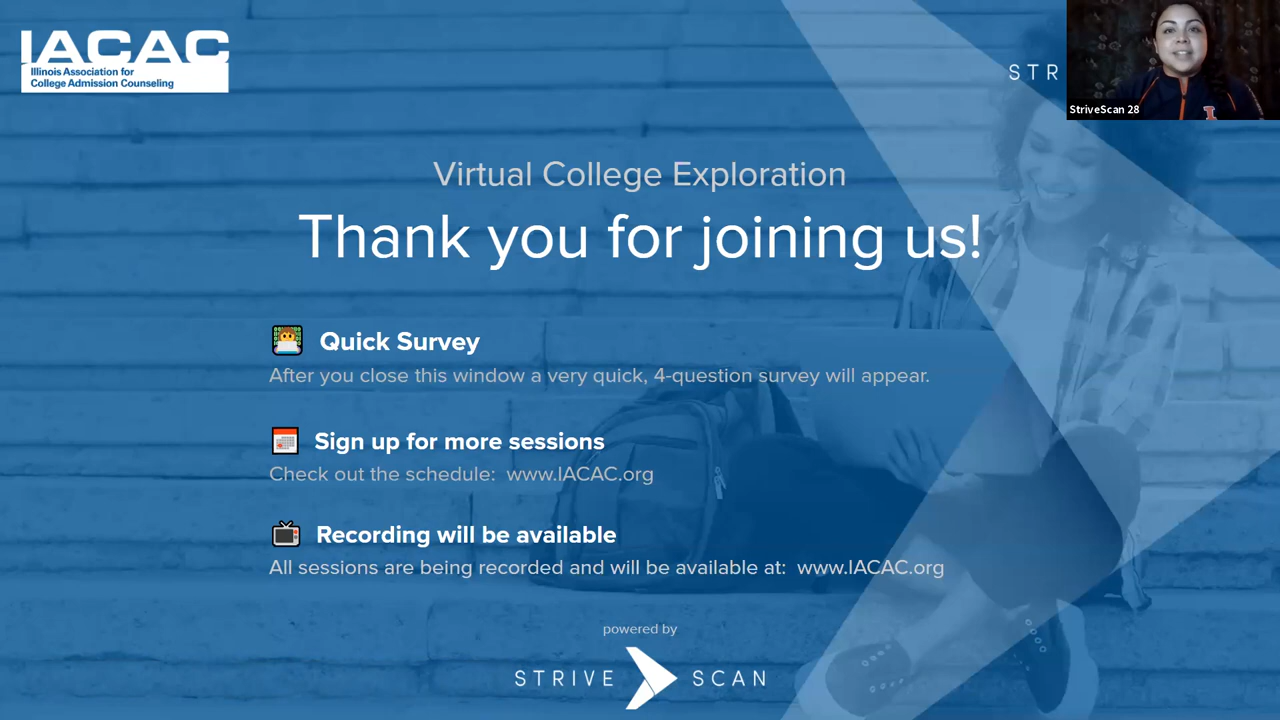 IACAC
Illinois Association for
College Admission Counseling
STR
StriveScan 28
I
Virtual College Exploration
Thank you for joining us!
Quick Survey
After you close this window a very quick, 4-question survey will appear.
Sign up for more sessions
Check out the schedule: www.IACAC.org
Recording will be available
All sessions are being recorded and will be available at: www.IACAC.org
powered by
STRIVE SCAN